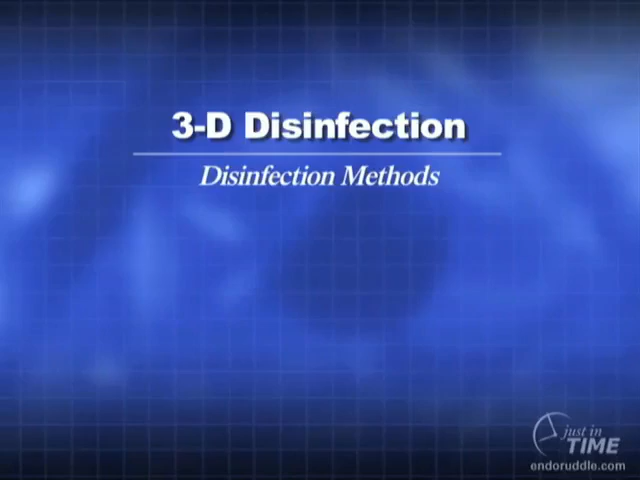 3-D Disinfection
Disinfection Methods
just in
TIME
endoruddle.com